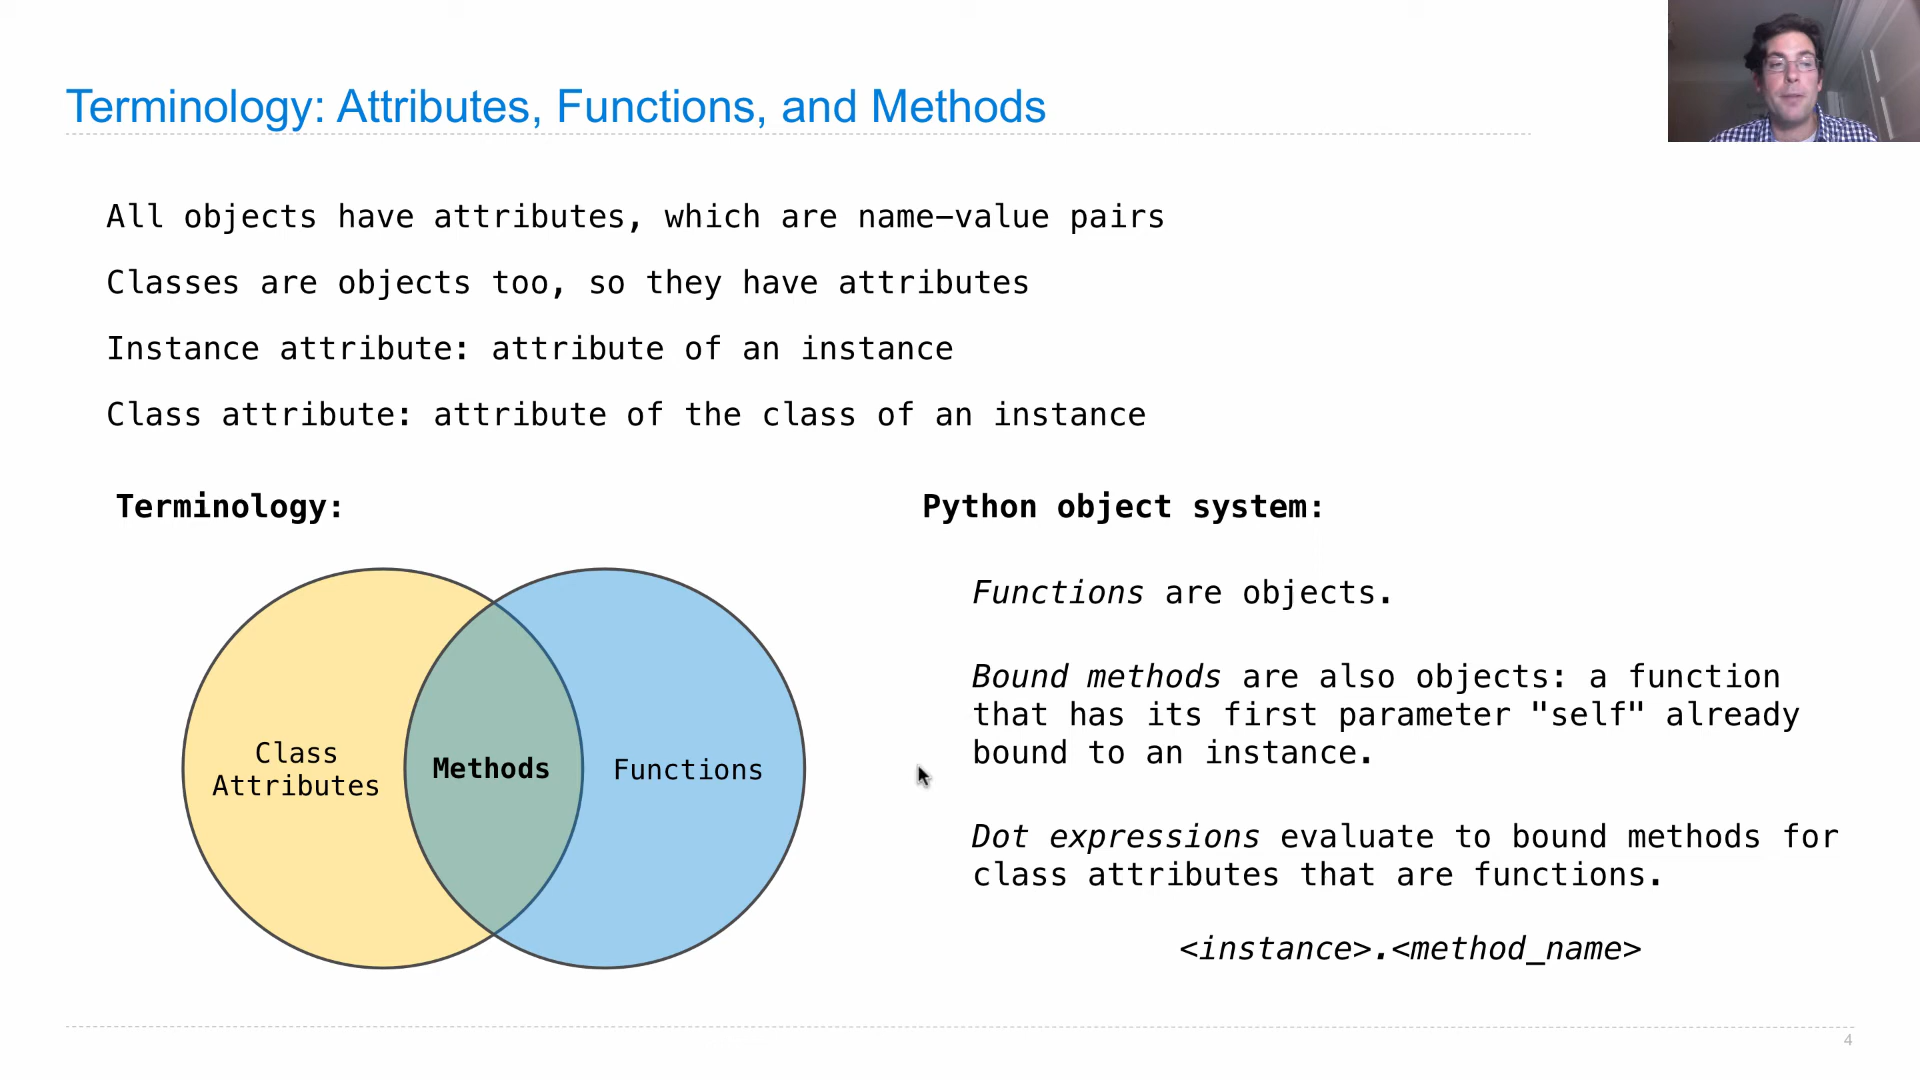 Terminology: Attributes, Functions, and Methods
All objects have attributes, which are name-value pairs
Classes are objects too, so they have attributes
Instance attribute: attribute of an instance
Class attribute: attribute of the class of an instance
Terminology:
Class
Attributes
Methods
Functions
Python object system:
Functions are objects.
Bound methods are also objects: a function
that has its first parameter "self" already
bound to an instance.
Dot expressions evaluate to bound methods for
class attributes that are functions.
<instance>.<method_name>
4